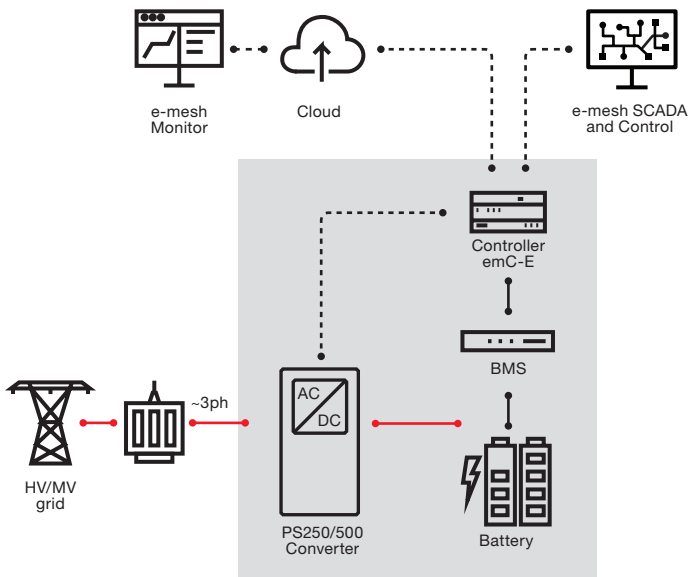 e-mesh
Monitor
Cloud
e-mesh SCADA
and Control
Controller
emC-E
BMS
~3ph
AC
DC
HV/MV
grid
PS250/500
Converter
Battery